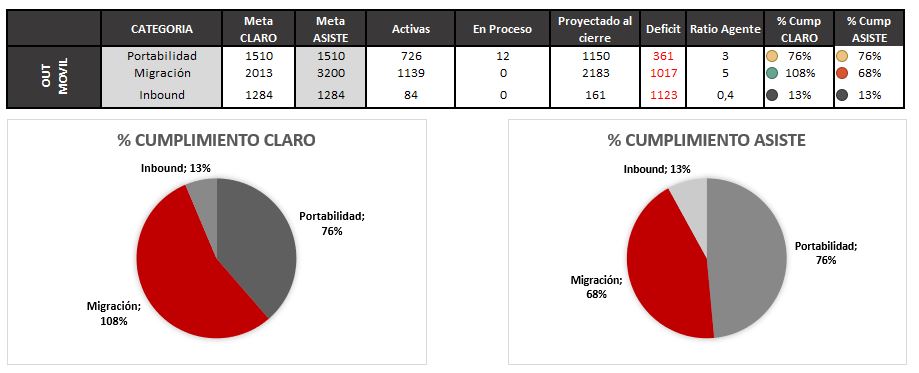 CATEGORIA Meta CLARO Meta ASISTE Activas En Proceso Proyectado al cierre Deficit Ratio Agente % Cump CLARO % Cump ASISTE
OUT MOVIL
Portabilidad 1510 1510 726 12 1150 361 3 76% 76%
Migración 2013 3200 1139 0 2183 1017 5 108% 68%
Inbound 1284 1284 84 0 161 1123 0,4 13% 13%
% CUMPLIMIENTO CLARO
Inbound; 13%
Portabilidad;
76%
Migración;
108%
% CUMPLIMIENTO ASISTE
Inbound; 13%
Portabilidad;
76%
Migración;
68%